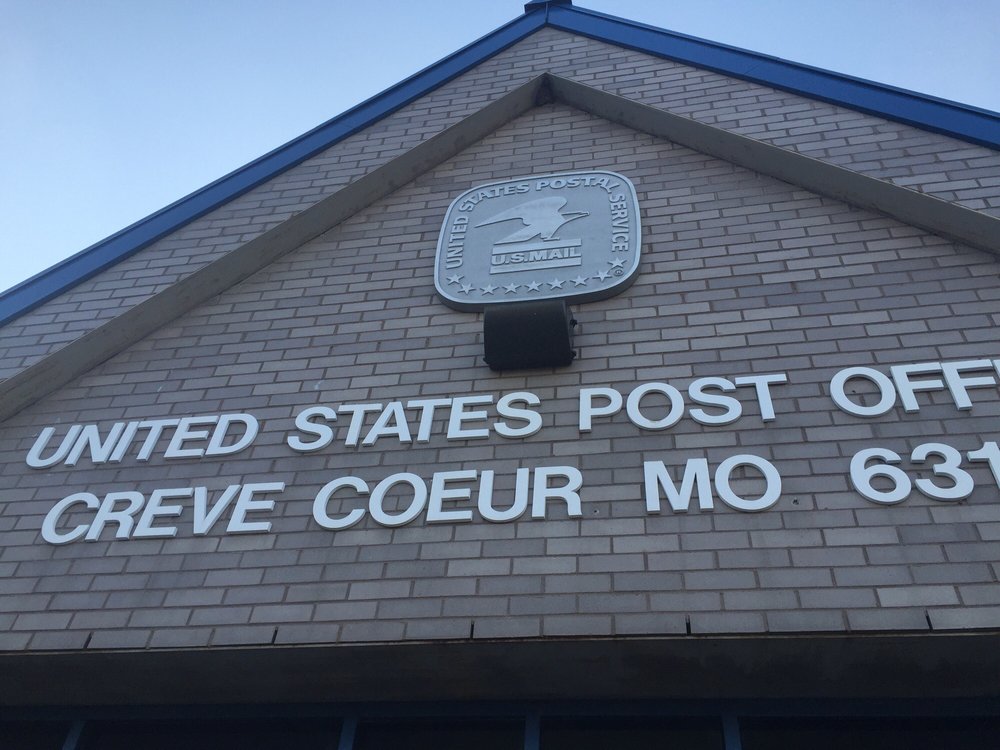 UNITED STATES POSTAL SERVICE
U.S.MAIL
UNITED STATES POST OFF
CREVE COEUR MO 631